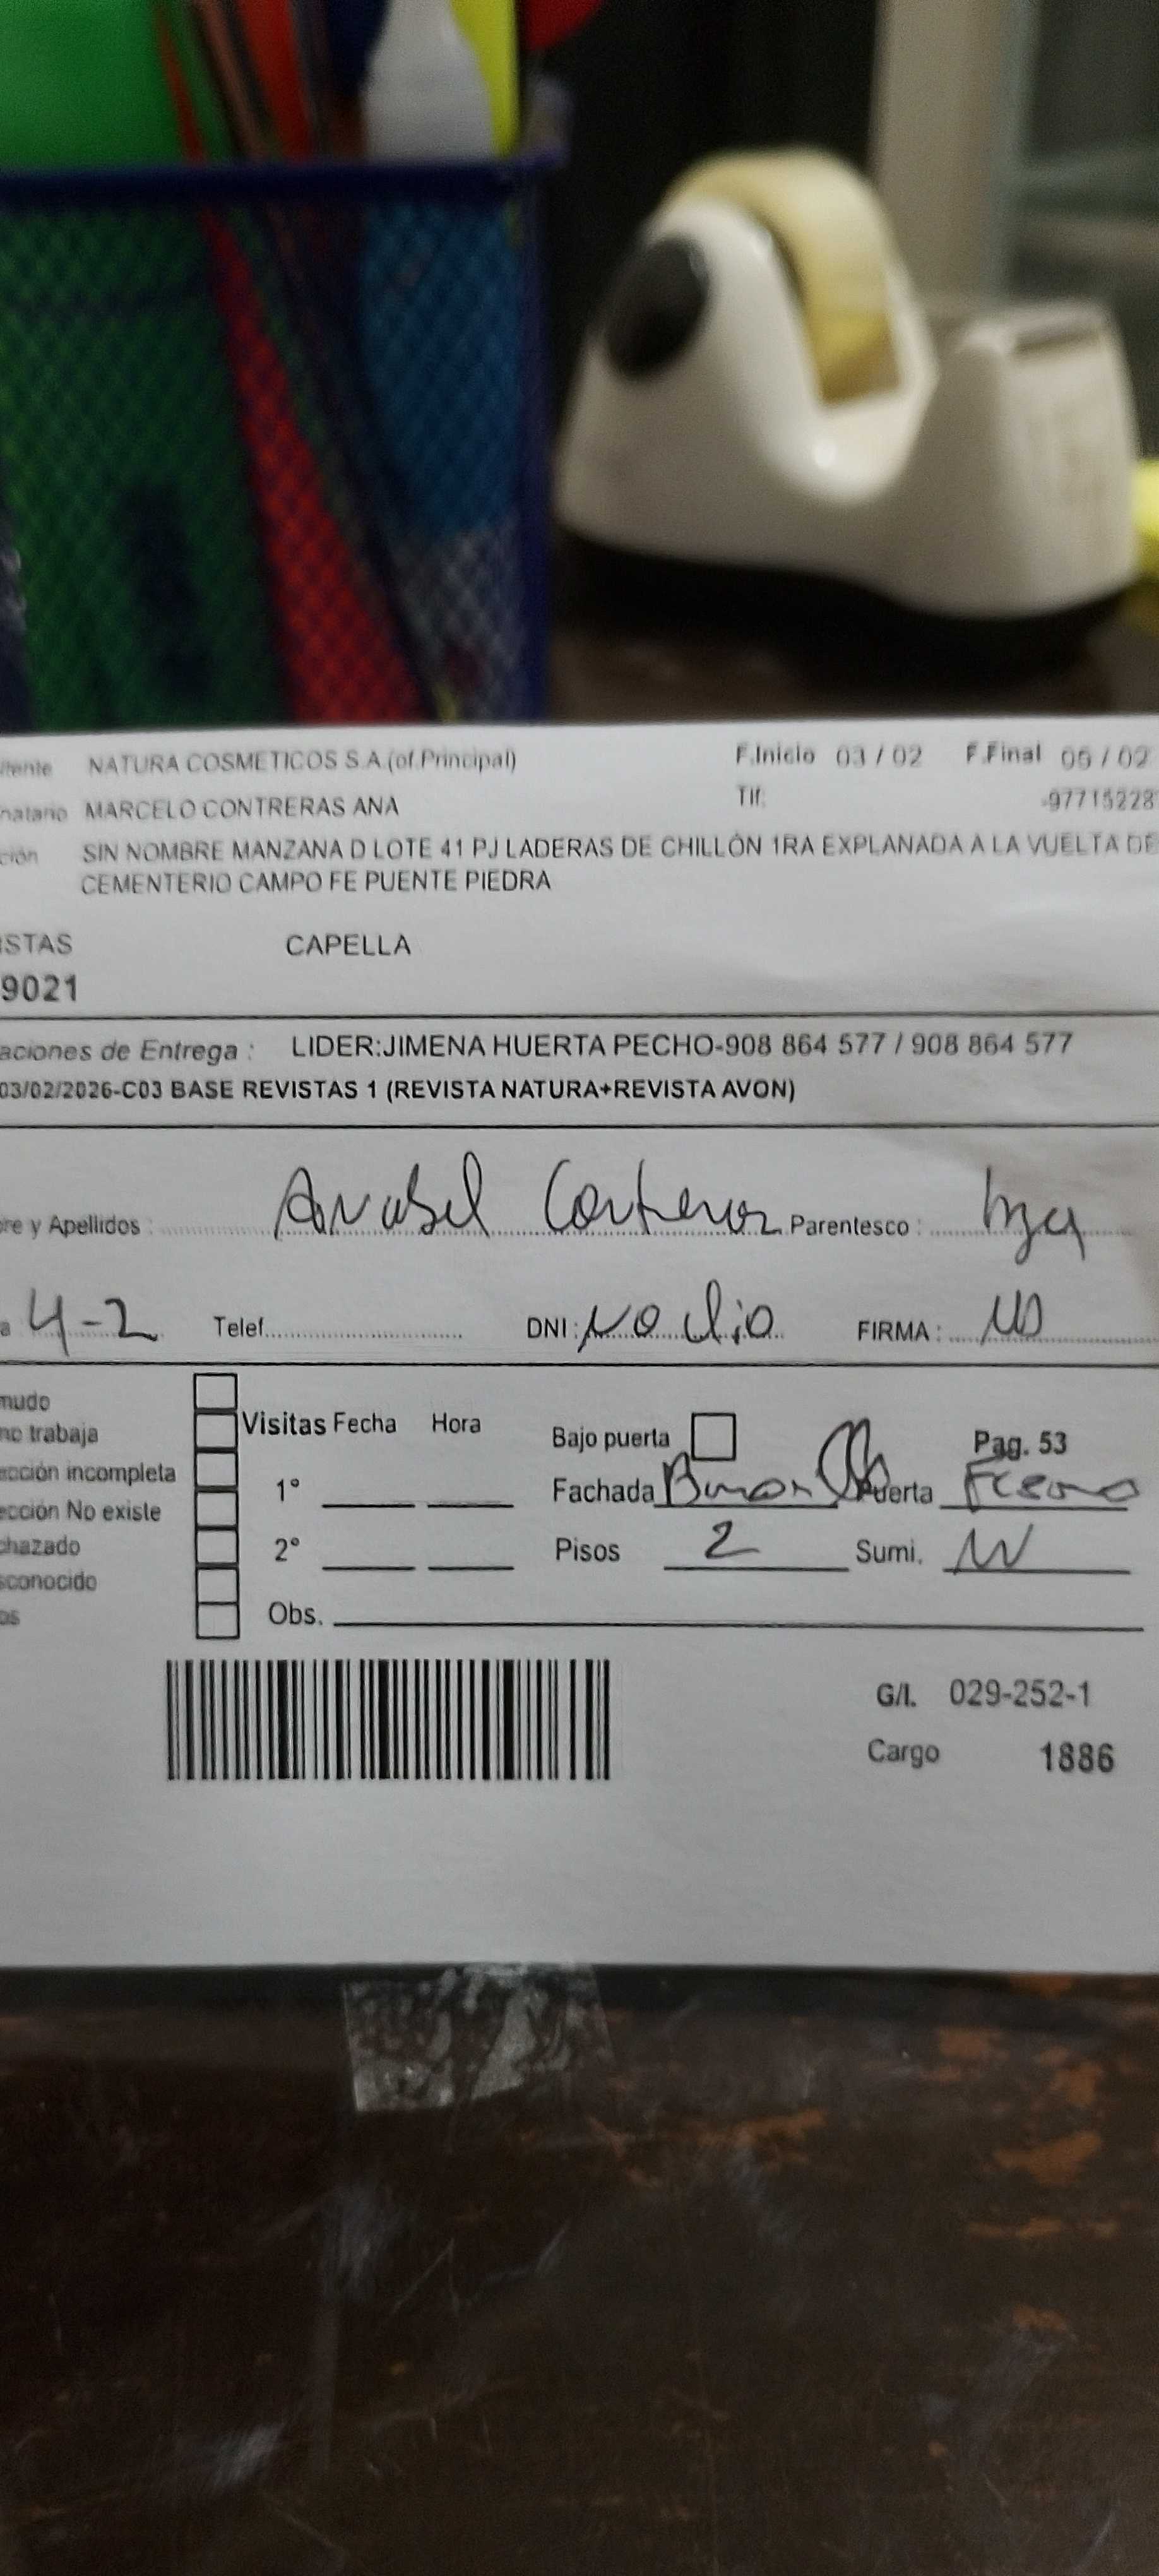 NATURA COSMETICOS S.A.(of.Principal) F.Inicio 03 / 02 F.Final 05 / 02
MARCELO CONTRERAS ANA Tlf. -97715228
SIN NOMBRE MANZANA D LOTE 41 PJ LADERAS DE CHILLÓN 1RA EXPLANADA A LA VUELTA DE
CEMENTERIO CAMPO FE PUENTE PIEDRA
ISTAS CAPELLA
9021
aciones de Entrega : LIDER:JIMENA HUERTA PECHO-908 864 577 / 908 864 577
03/02/2026-C03 BASE REVISTAS 1 (REVISTA NATURA+REVISTA AVON)
re y Apellidos : Anabel Contreras Parentesco :
a 4-2 Telef. DNI: no dio FIRMA :
mudo
no trabaja Visitas Fecha Hora Bajo puerta Pag. 53
ección incompleta 1° Fachada Puerta
ección No existe
chazado 2° Pisos 2 Sumi.
sconocido
os Obs.
G/I. 029-252-1
Cargo 1886